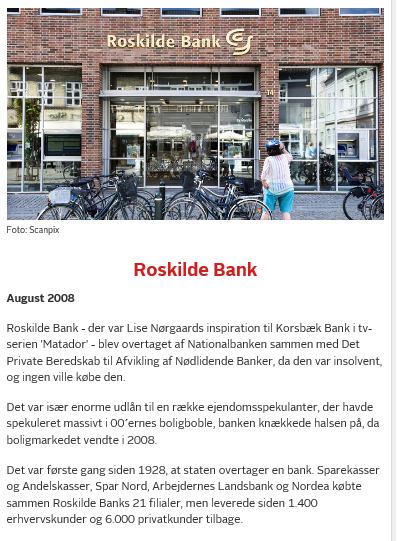 Roskilde Bank
14
Foto: Scanpix
Roskilde Bank
August 2008
Roskilde Bank - der var Lise Nørgaards inspiration til Korsbæk Bank i tv-
serien 'Matador' - blev overtaget af Nationalbanken sammen med Det
Private Beredskab til Afvikling af Nødlidende Banker, da den var insolvent,
og ingen ville købe den.
Det var især enorme udlån til en række ejendomsspekulanter, der havde
spekuleret massivt i 00´ernes boligboble, banken knækkede halsen på, da
boligmarkedet vendte i 2008.
Det var første gang siden 1928, at staten overtager en bank. Sparekasser
og Andelskasser, Spar Nord, Arbejdernes Landsbank og Nordea købte
sammen Roskilde Banks 21 filialer, men leverede siden 1.400
erhvervskunder og 6.000 privatkunder tilbage.